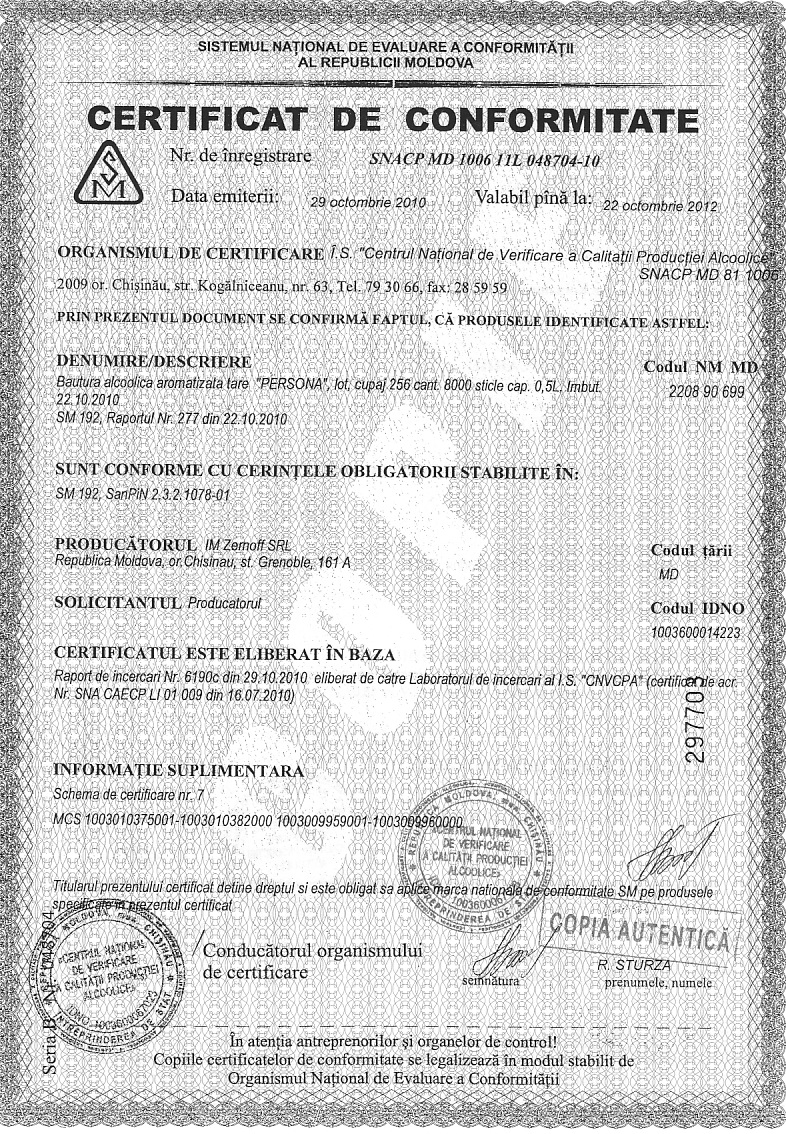 SISTEMUL NAȚIONAL DE EVALUARE A CONFORMITĂȚII
AL REPUBLICII MOLDOVA
CERTIFICAT DE CONFORMITATE
SM
Nr. de înregistrare SNACP MD 1006 11L 048704-10
Data emiterii: 29 octombrie 2010 Valabil pînă la: 22 octombrie 2012
ORGANISMUL DE CERTIFICARE Î.S. "Centrul Național de Verificare a Calitații Producției Alcoolice"
SNACP MD 81 1006
2009 or. Chișinău, str. Kogălniceanu, nr. 63, Tel. 79 30 66, fax: 28 59 59
PRIN PREZENTUL DOCUMENT SE CONFIRMĂ FAPTUL, CĂ PRODUSELE IDENTIFICATE ASTFEL:
DENUMIRE/DESCRIERE
Codul NM MD
Bautura alcoolica aromatizala tare "PERSONA", lot, cupaj 256 cant. 8000 sticle cap. 0,5L, Imbut.
22.10.2010
2208 90 699
SM 192, Raportul Nr. 277 din 22.10.2010
SUNT CONFORME CU CERINȚELE OBLIGATORII STABILITE ÎN:
SM 192, SanPiN 2.3.2.1078-01
PRODUCĂTORUL IM Zernoff SRL
Republica Moldova, or.Chisinau, st. Grenoble, 161 A
Codul țării
MD
SOLICITANTUL Producatorul
Codul IDNO
1003600014223
CERTIFICATUL ESTE ELIBERAT ÎN BAZA
Raport de incercari Nr. 6190c din 29.10.2010 eliberat de catre Laboratorul de incercari al I.S. "CNVCPA" (certificat de acr.
Nr. SNA CAECP LI 01 009 din 16.07.2010)
297703
INFORMAȚIE SUPLIMENTARA
Schema de certificare nr. 7
MCS 1003010375001-1003010382000 1003009959001-1003009960000
REPUBLICA MOLDOVA, mun. CHIȘINĂU
«CENTRUL NAȚIONAL
DE VERIFICARE
A CALITĂȚII PRODUCȚIEI
ALCOOLICE»
ÎNTREPRINDEREA DE STAT
Titularul prezentului certificat detine dreptul si este obligat sa aplice marca nationala de conformitate SM pe produsele
specificate in prezentul certificat
COPIA AUTENTICĂ
MOLDOVA, mun. CHIȘINĂU
«CENTRUL NAȚIONAL
DE VERIFICARE
A CALITĂȚII PRODUCȚIEI
ALCOOLICE»
ÎNTREPRINDEREA DE STAT
Conducătorul organismului
de certificare
semnătura
R. STURZA
prenumele, numele
Seria B Nr.
În atenția antreprenorilor și organelor de control!
Copiile certificatelor de conformitate se legalizează în modul stabilit de
Organismul Național de Evaluare a Conformității
COPIE